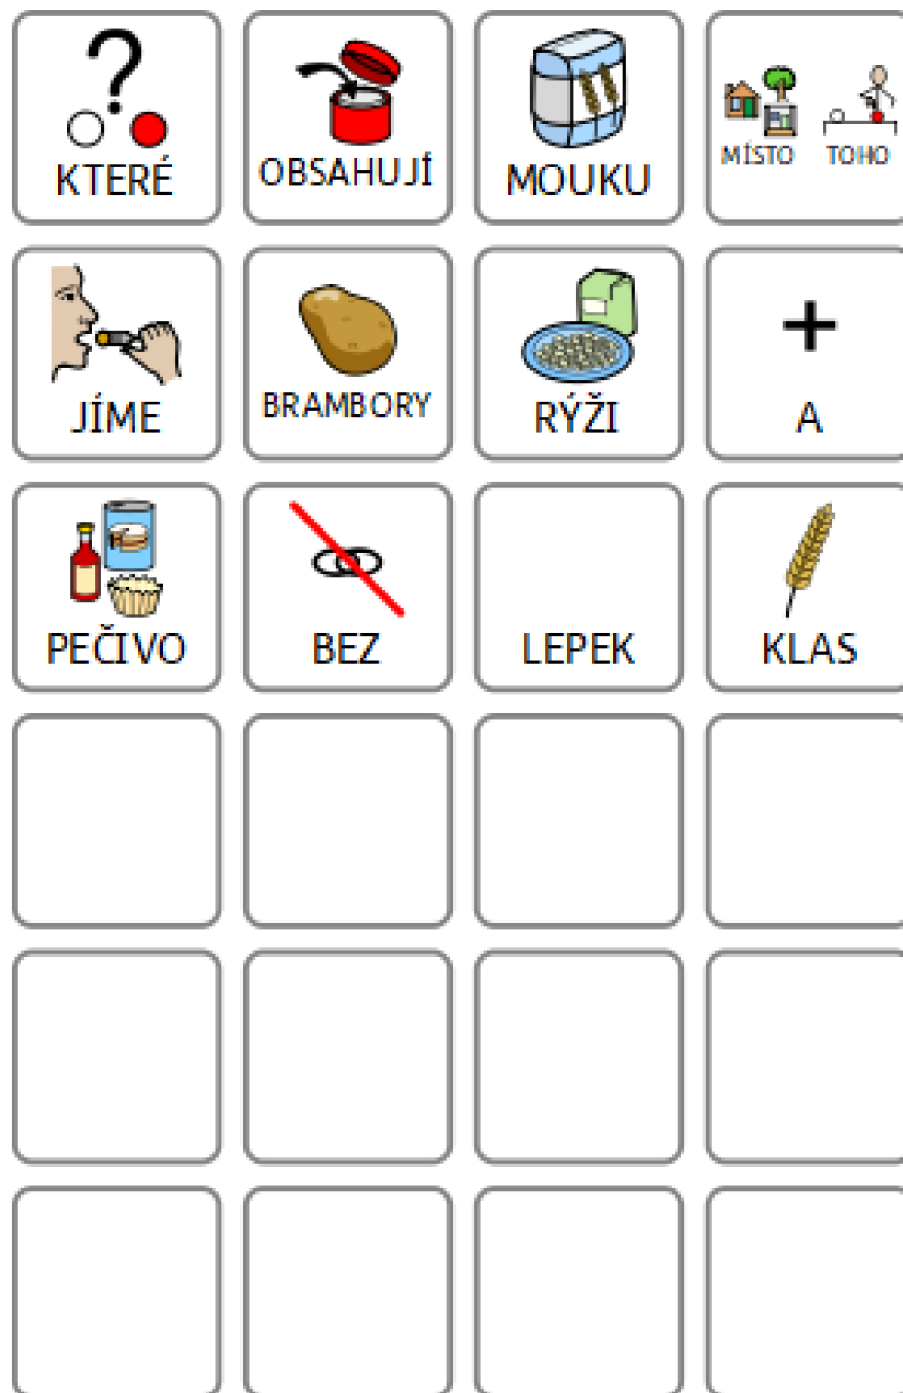 KTERÉ OBSAHUJÍ MOUKU MÍSTO TOHO
JÍME BRAMBORY RÝŽI A
PEČIVO BEZ LEPEK KLAS